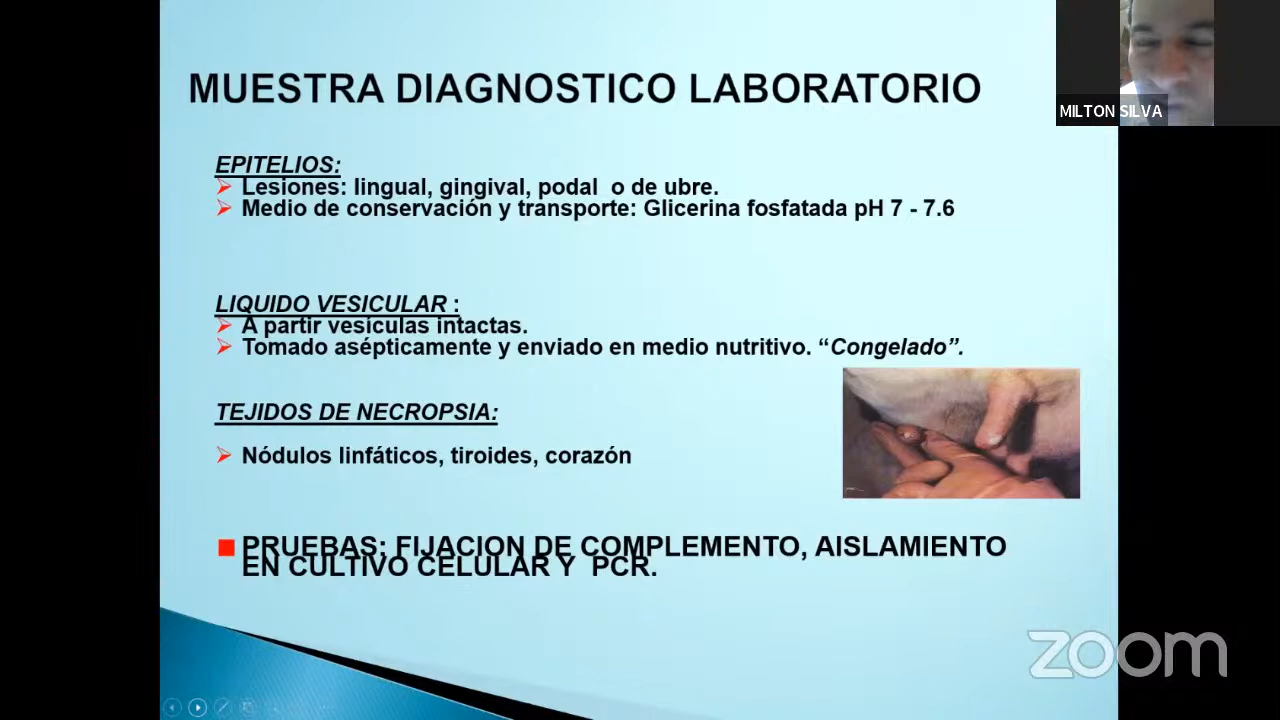 MUESTRA DIAGNOSTICO LABORATORIO
MILTON SILVA
EPITELIOS:
Lesiones: lingual, gingival, podal o de ubre.
Medio de conservación y transporte: Glicerina fosfatada pH 7 - 7.6
LIQUIDO VESICULAR :
A partir vesículas intactas.
Tomado asépticamente y enviado en medio nutritivo. “Congelado”.
TEJIDOS DE NECROPSIA:
Nódulos linfáticos, tiroides, corazón
PRUEBAS: FIJACION DE COMPLEMENTO, AISLAMIENTO
EN CULTIVO CELULAR Y PCR.
zoom